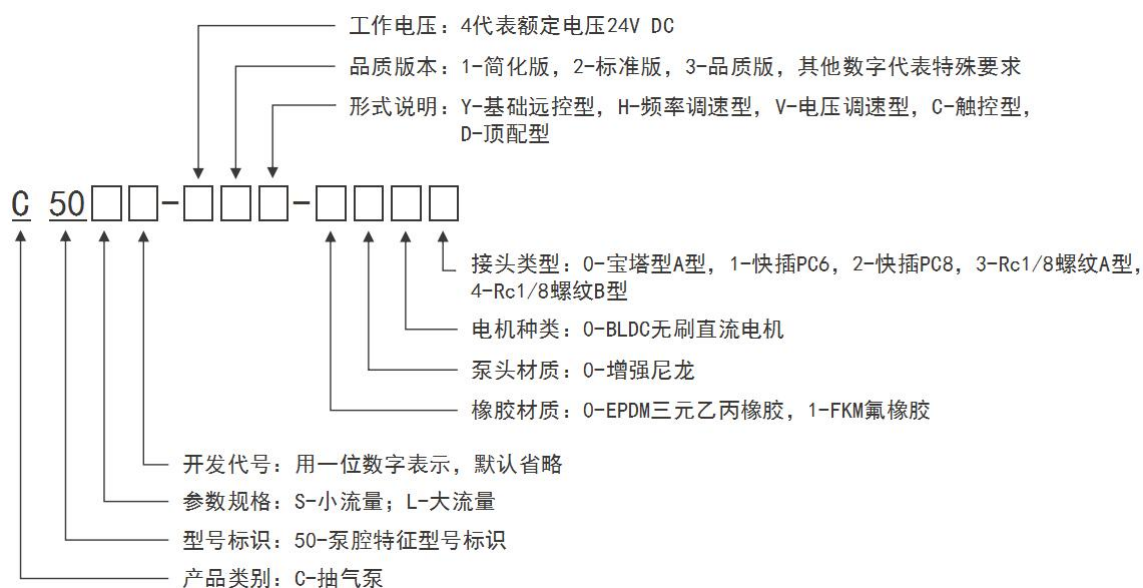 工作电压：4代表额定电压24V DC
品质版本：1-简化版，2-标准版，3-品质版，其他数字代表特殊要求
形式说明：Y-基础远控型，H-频率调速型，V-电压调速型，C-触控型，
D-顶配型
C 50□□-□□□-□□□□
接头类型：0-宝塔型A型，1-快插PC6，2-快插PC8，3-Rc1/8螺纹A型，
4-Rc1/8螺纹B型
电机种类：0-BLDC无刷直流电机
泵头材质：0-增强尼龙
橡胶材质：0-EPDM三元乙丙橡胶，1-FKM氟橡胶
开发代号：用一位数字表示，默认省略
参数规格：S-小流量；L-大流量
型号标识：50-泵腔特征型号标识
产品类别：C-抽气泵